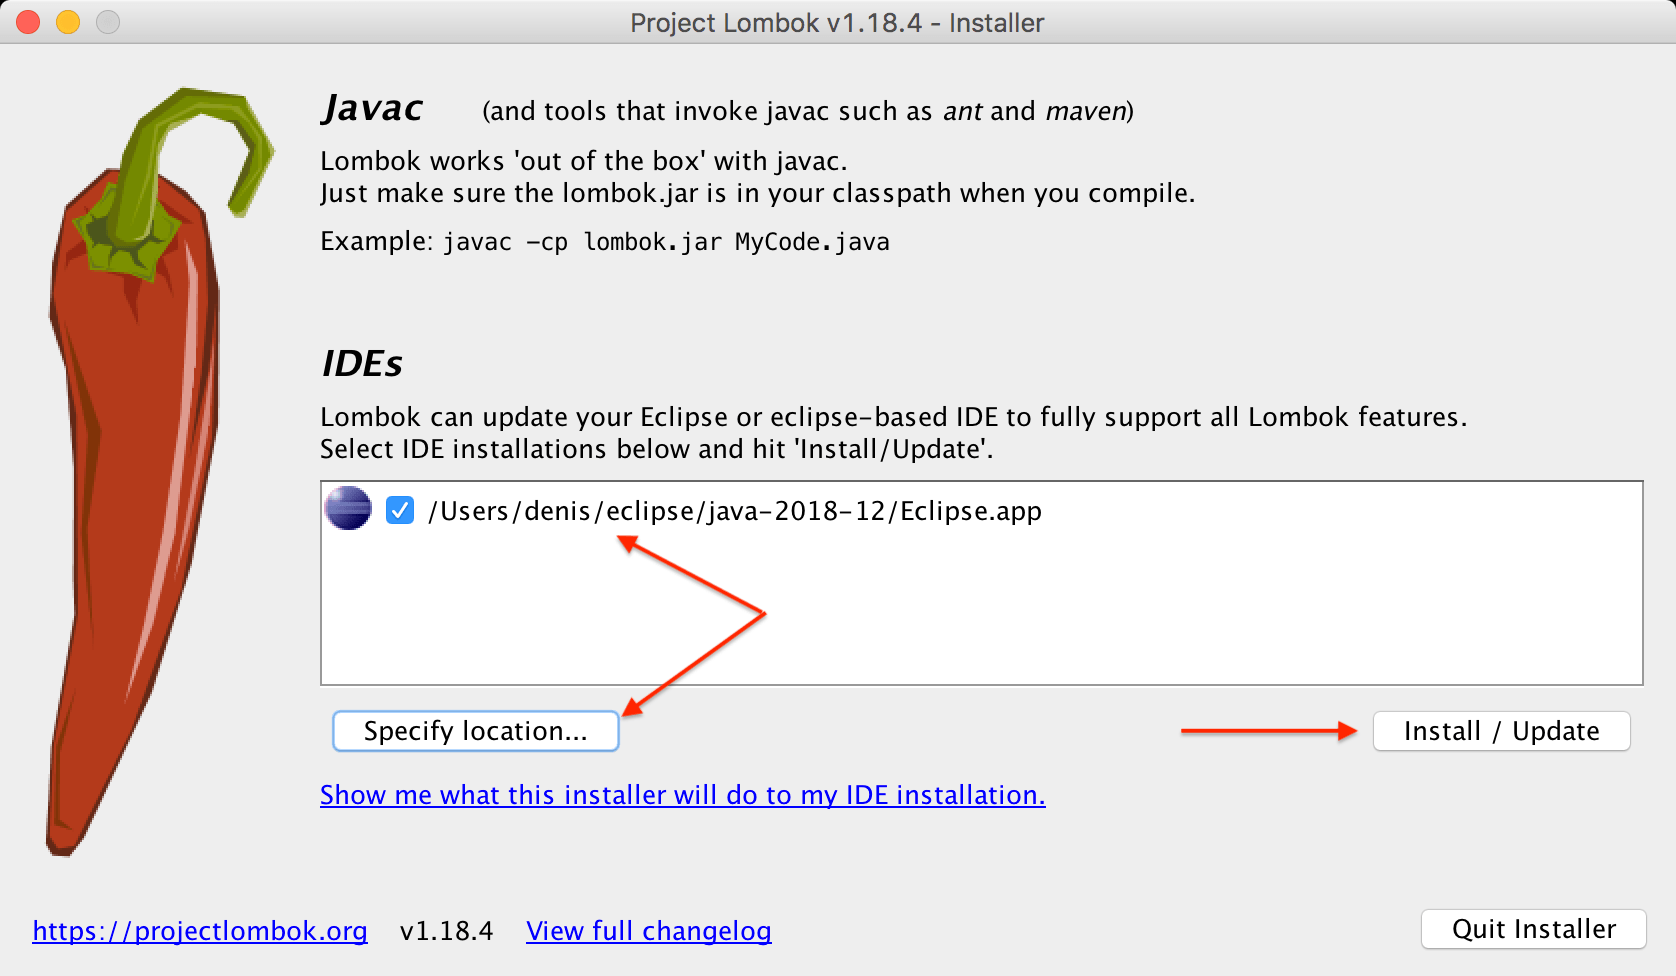 Project Lombok v1.18.4 - Installer
Javac (and tools that invoke javac such as ant and maven)
Lombok works 'out of the box' with javac.
Just make sure the lombok.jar is in your classpath when you compile.
Example: javac -cp lombok.jar MyCode.java
IDEs
Lombok can update your Eclipse or eclipse-based IDE to fully support all Lombok features.
Select IDE installations below and hit 'Install/Update'.
/Users/denis/eclipse/java-2018-12/Eclipse.app
Specify location... Install / Update
Show me what this installer will do to my IDE installation.
https://projectlombok.org v1.18.4 View full changelog Quit Installer